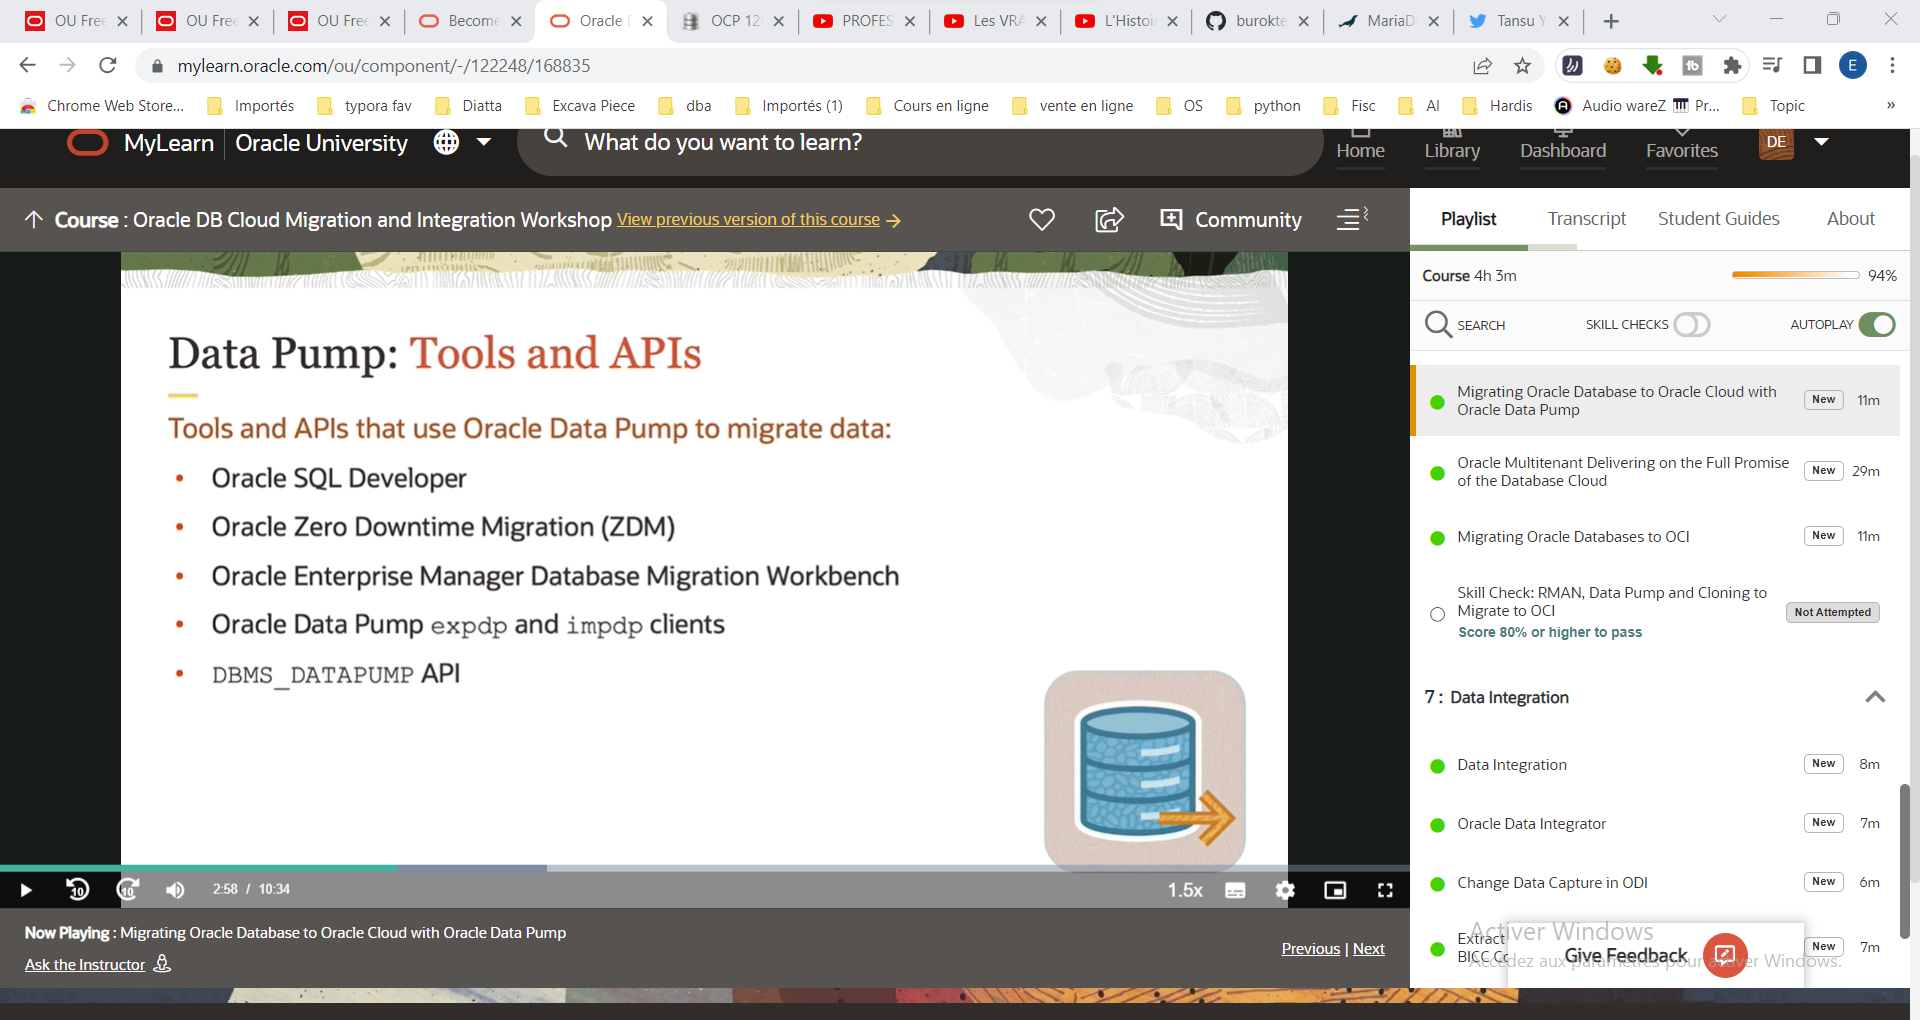 OU Free
OU Free
OU Free
Become
Oracle
OCP 12
PROFES
Les VRA
L'Histoi
burokte
MariaD
Tansu Y
mylearn.oracle.com/ou/component/-/122248/168835
E
Chrome Web Store...
Importés
typora fav
Diatta
Excava Piece
dba
Importés (1)
Cours en ligne
vente en ligne
OS
python
Fisc
AI
Hardis
Audio wareZ
Pr...
Topic
»
MyLearn
Oracle University
What do you want to learn?
Home
Library
Dashboard
Favorites
DE
Course : Oracle DB Cloud Migration and Integration Workshop View previous version of this course
Community
Playlist
Transcript
Student Guides
About
Course 4h 3m
94%
SEARCH
SKILL CHECKS
AUTOPLAY
Data Pump: Tools and APIs
Tools and APIs that use Oracle Data Pump to migrate data:
• Oracle SQL Developer
• Oracle Zero Downtime Migration (ZDM)
• Oracle Enterprise Manager Database Migration Workbench
• Oracle Data Pump expdp and impdp clients
• DBMS_DATAPUMP API
10
10
2:58 / 10:34
1.5x
Now Playing : Migrating Oracle Database to Oracle Cloud with Oracle Data Pump
Ask the Instructor
Previous | Next
Migrating Oracle Database to Oracle Cloud with
Oracle Data Pump
New
11m
Oracle Multitenant Delivering on the Full Promise
of the Database Cloud
New
29m
Migrating Oracle Databases to OCI
New
11m
Skill Check: RMAN, Data Pump and Cloning to
Migrate to OCI
Score 80% or higher to pass
Not Attempted
7 : Data Integration
Data Integration
New
8m
Oracle Data Integrator
New
7m
Change Data Capture in ODI
New
6m
Extract
BICC
New
7m
Give Feedback
Activer Windows
Accédez aux paramètres pour activer Windows.